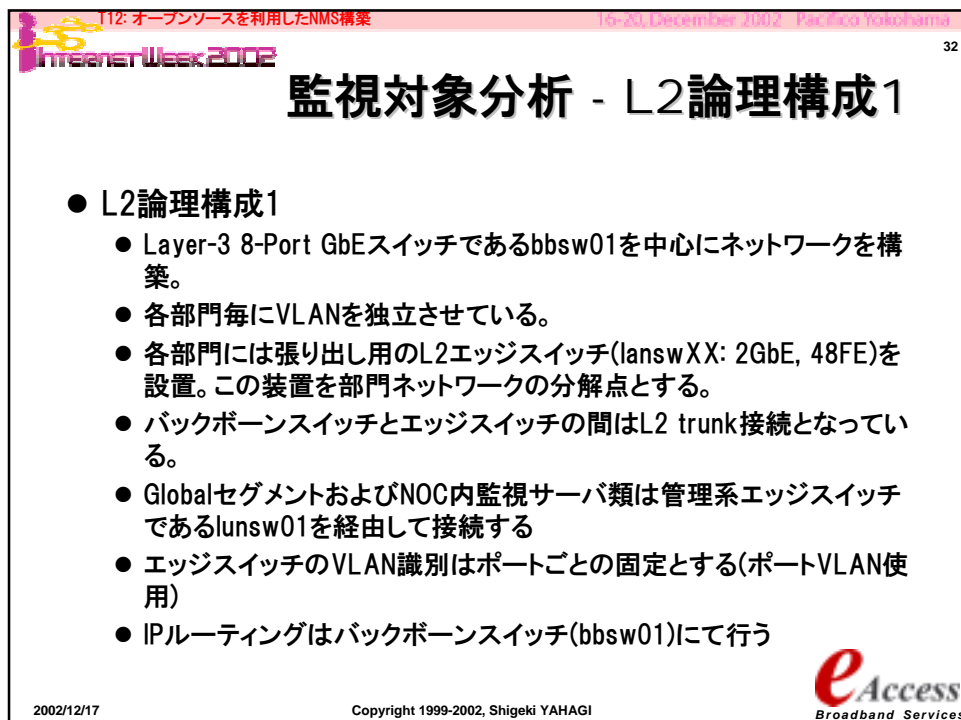 T12: オープンソースを利用したNMS構築
16-20, December 2002 Pacifico Yokohama
InternetWeek 2002
32
監視対象分析 - L2論理構成1
● L2論理構成1
● Layer-3 8-Port GbEスイッチであるbbsw01を中心にネットワークを構
築。
● 各部門毎にVLANを独立させている。
● 各部門には張り出し用のL2エッジスイッチ(lanswXX: 2GbE, 48FE)を
設置。この装置を部門ネットワークの分解点とする。
● バックボーンスイッチとエッジスイッチの間はL2 trunk接続となってい
る。
● GlobalセグメントおよびNOC内監視サーバ類は管理系エッジスイッチ
であるlunsw01を経由して接続する
● エッジスイッチのVLAN識別はポートごとの固定とする(ポートVLAN使
用)
● IPルーティングはバックボーンスイッチ(bbsw01)にて行う
2002/12/17
Copyright 1999-2002, Shigeki YAHAGI
eAccess
Broadband Services